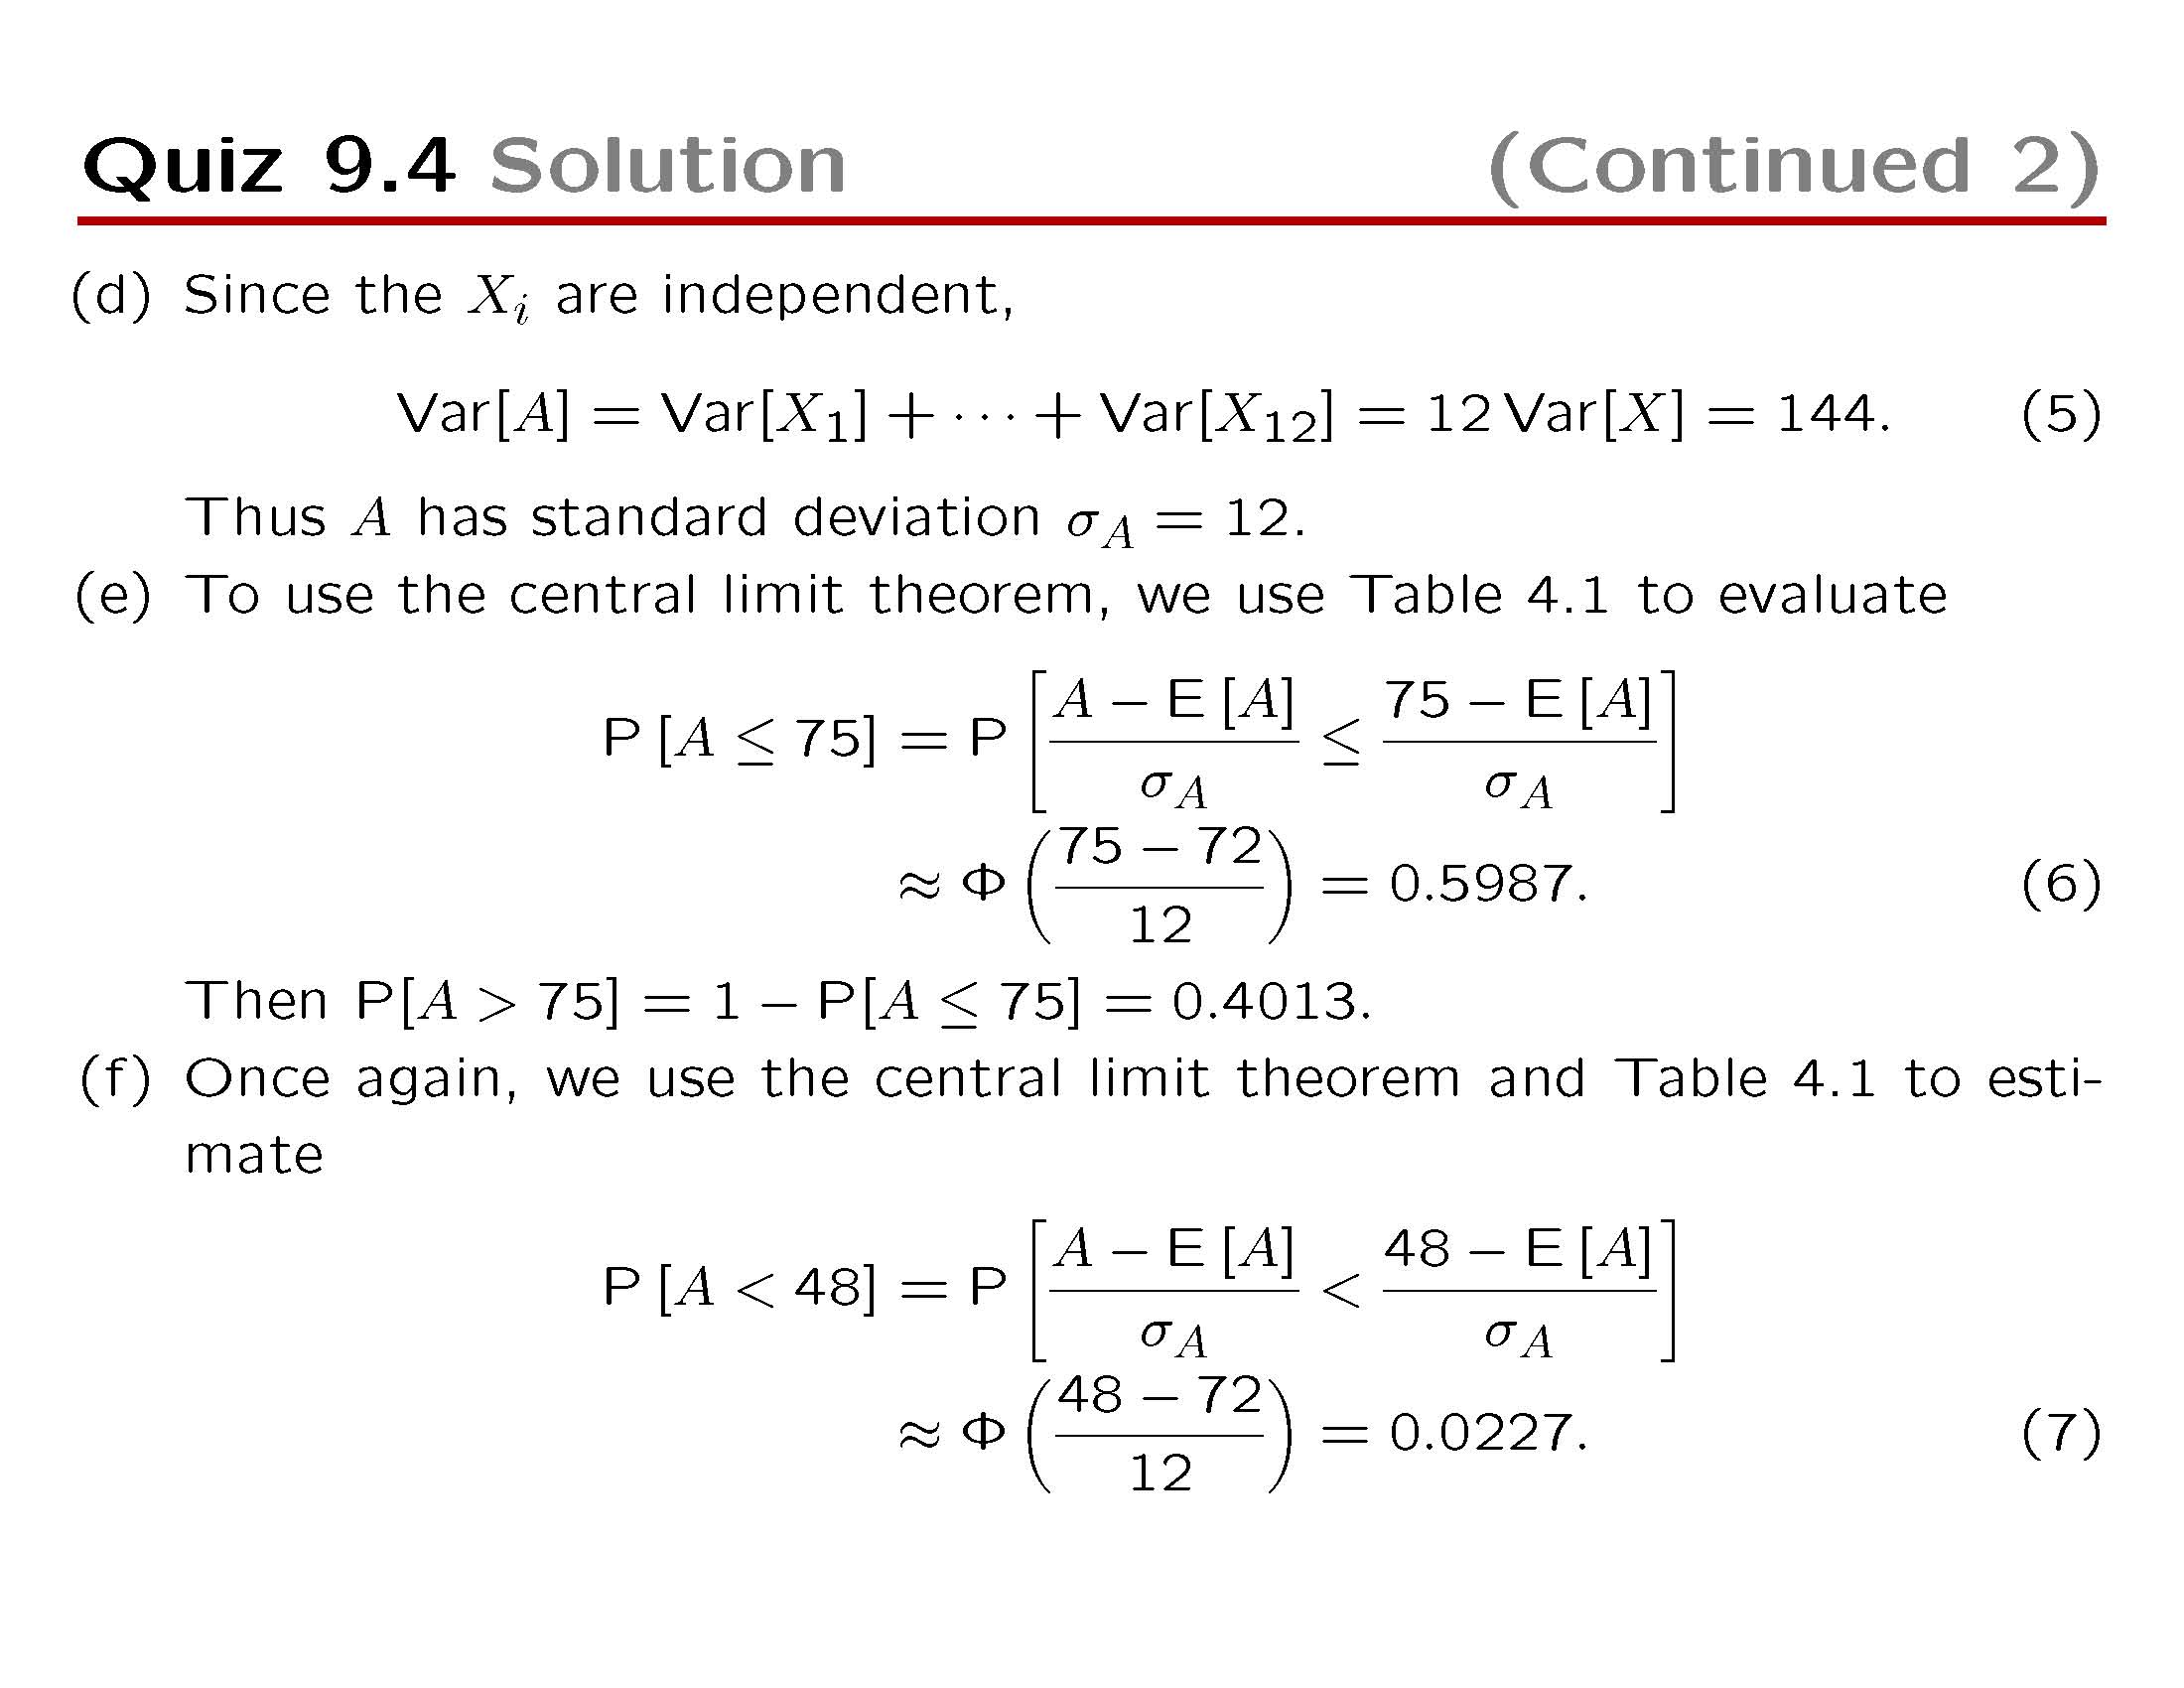 Quiz 9.4 Solution (Continued 2)
(d) Since the X_i are independent,
Var[A] = Var[X_1] + · · · + Var[X_12] = 12 Var[X] = 144. (5)
Thus A has standard deviation σ_A = 12.
(e) To use the central limit theorem, we use Table 4.1 to evaluate
P [A ≤ 75] = P [ (A − E [A]) / σ_A ≤ (75 − E [A]) / σ_A ]
≈ Φ ( (75 − 72) / 12 ) = 0.5987. (6)
Then P[A > 75] = 1 − P[A ≤ 75] = 0.4013.
(f) Once again, we use the central limit theorem and Table 4.1 to esti-
mate
P [A < 48] = P [ (A − E [A]) / σ_A < (48 − E [A]) / σ_A ]
≈ Φ ( (48 − 72) / 12 ) = 0.0227. (7)